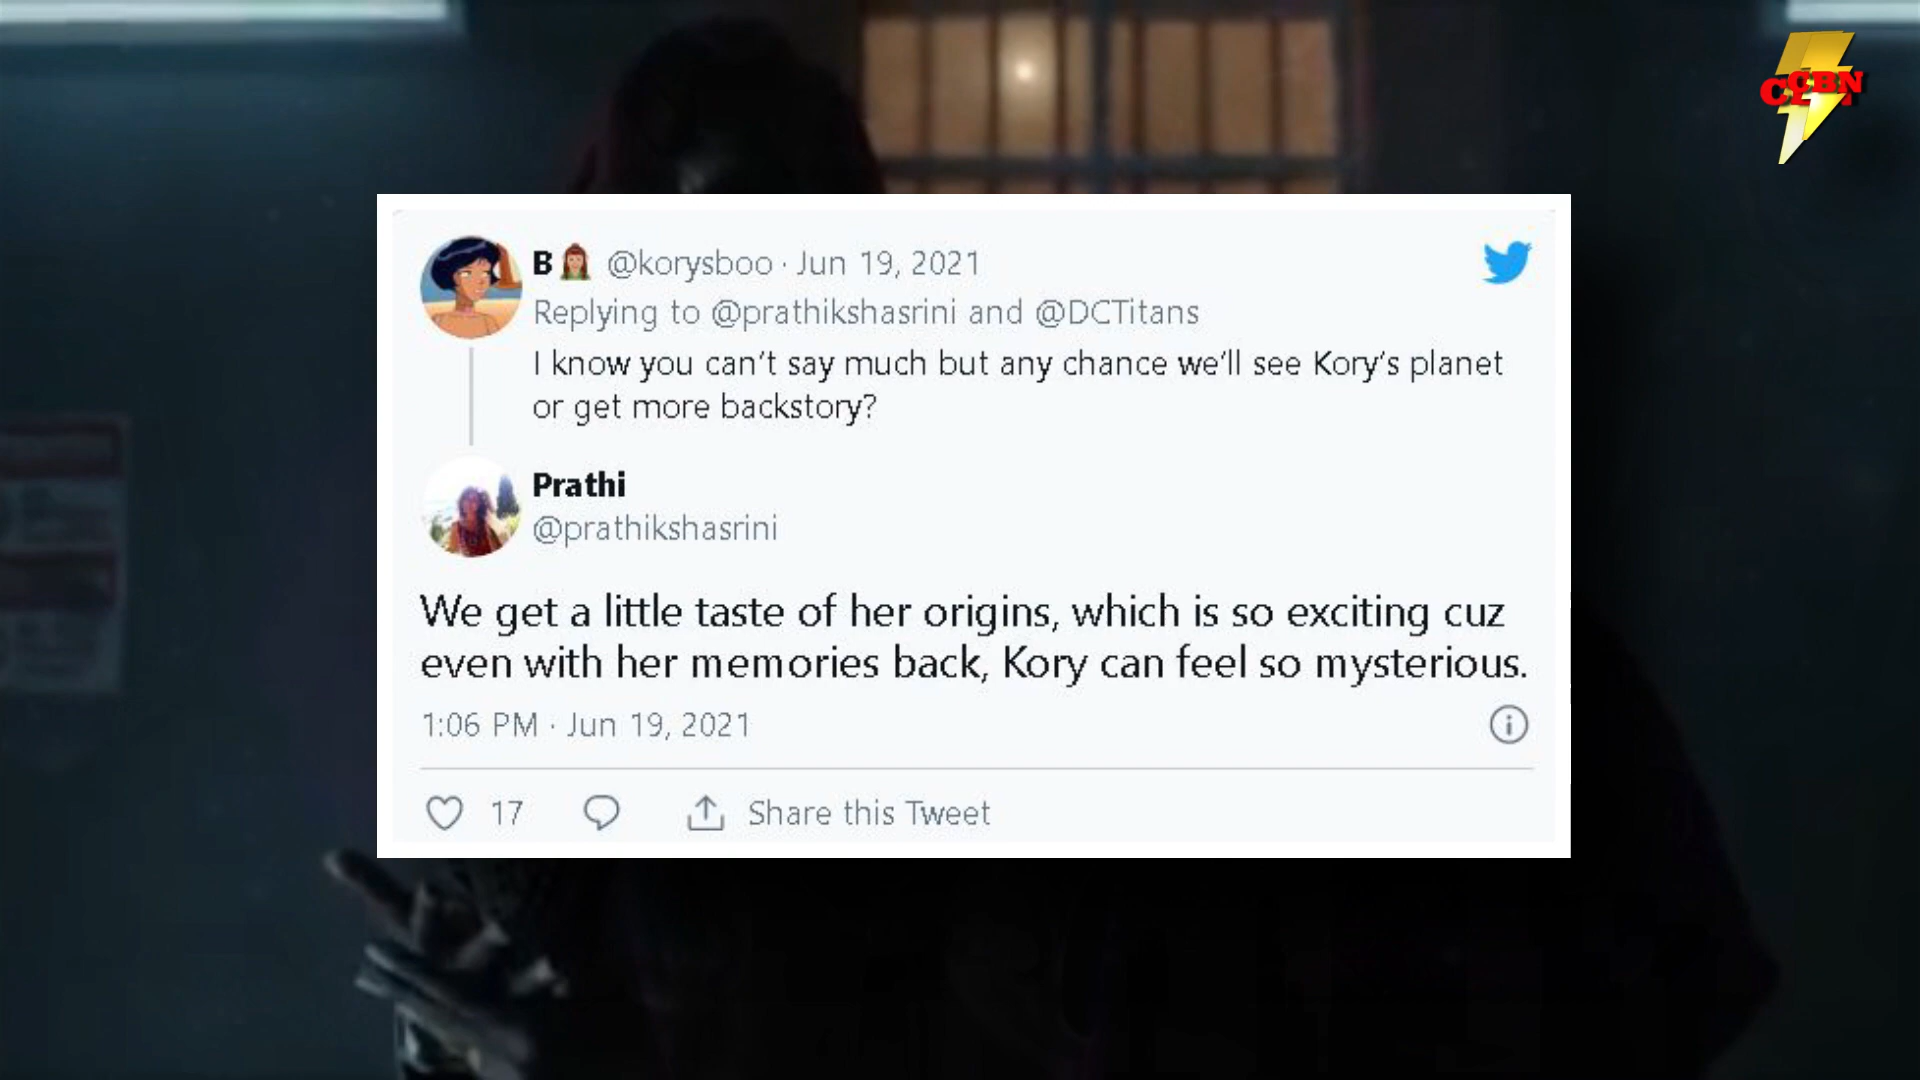 CCBN
B @korysboo · Jun 19, 2021
Replying to @prathikshasrini and @DCTitans
I know you can't say much but any chance we'll see Kory's planet
or get more backstory?
Prathi
@prathikshasrini
We get a little taste of her origins, which is so exciting cuz
even with her memories back, Kory can feel so mysterious.
1:06 PM · Jun 19, 2021
17
Share this Tweet